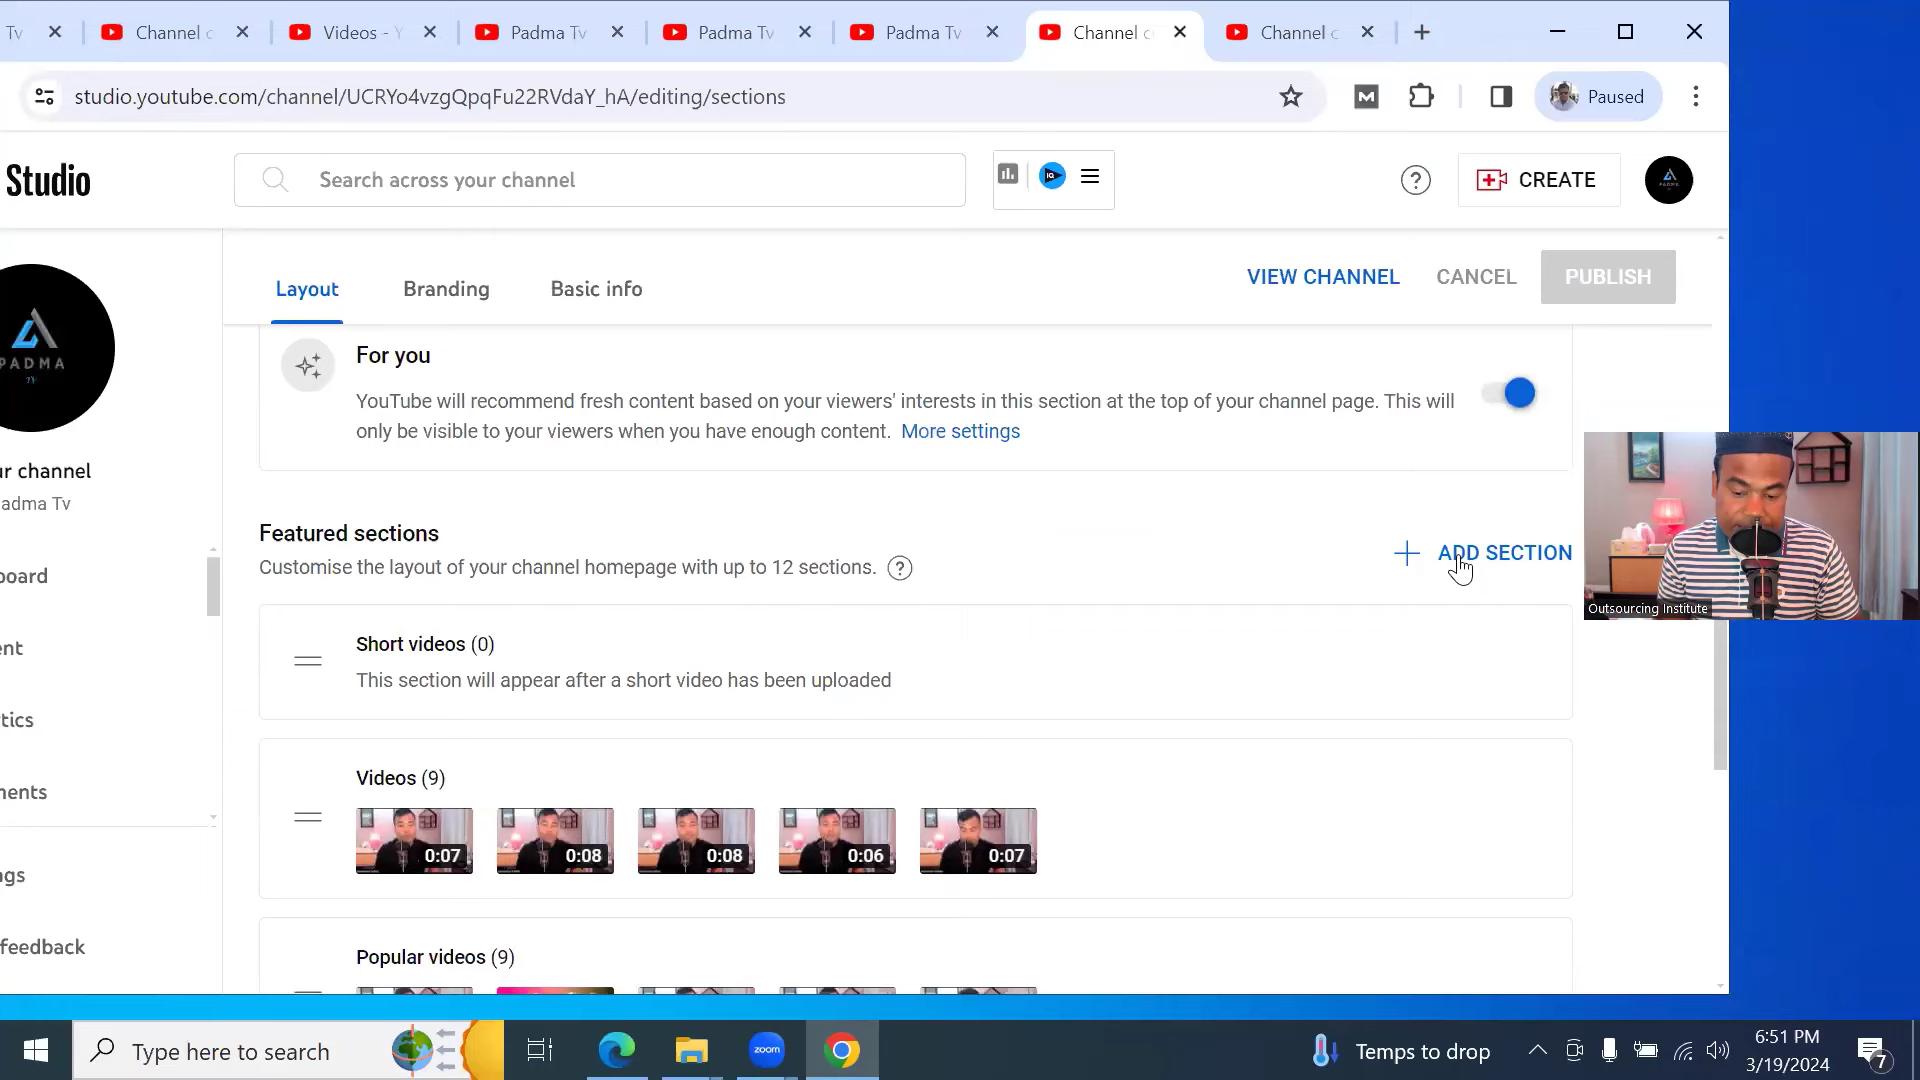 Tv
Channel c
Videos - Y
Padma Tv
Padma Tv
Padma Tv
Channel c
Channel c
studio.youtube.com/channel/UCRYo4vzgQpqFu22RVdaY_hA/editing/sections
Paused
Studio
Search across your channel
IQ
CREATE
Layout
Branding
Basic info
VIEW CHANNEL
CANCEL
PUBLISH
PADMA
For you
YouTube will recommend fresh content based on your viewers' interests in this section at the top of your channel page. This will
only be visible to your viewers when you have enough content. More settings
ur channel
adma Tv
Featured sections
ADD SECTION
Customise the layout of your channel homepage with up to 12 sections.
board
Outsourcing Institute
Short videos (0)
This section will appear after a short video has been uploaded
ent
tics
Videos (9)
0:07
0:08
0:08
0:06
0:07
ments
ngs
feedback
Popular videos (9)
Type here to search
zoom
Temps to drop
6:51 PM
3/19/2024
7